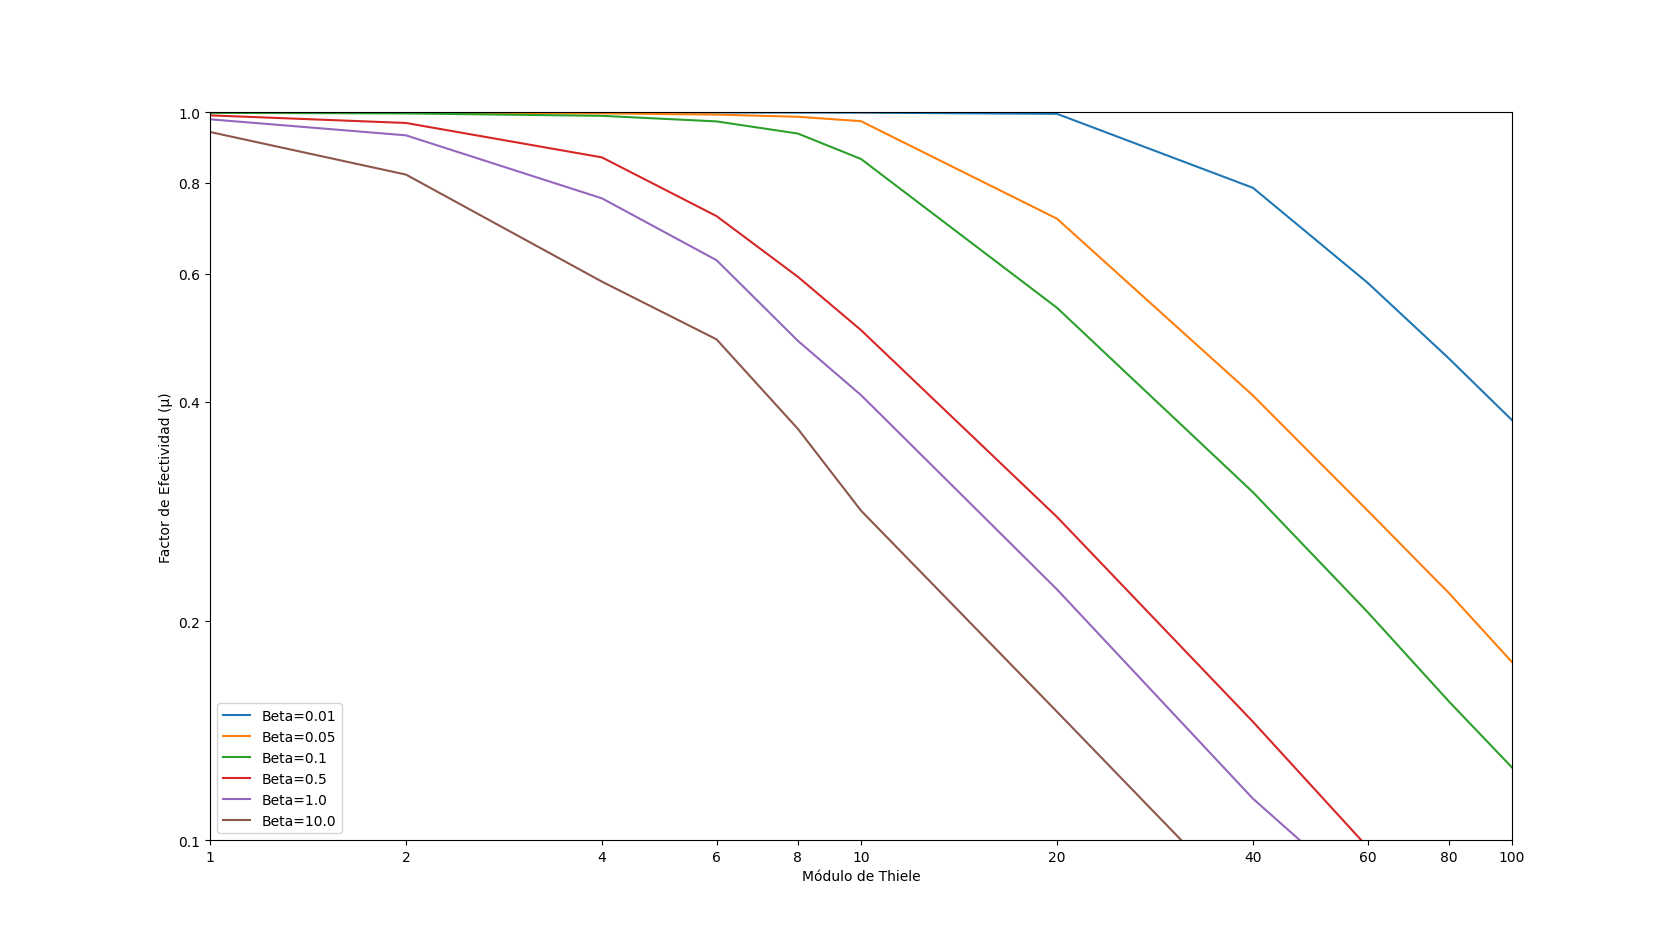 1.0
0.8
0.6
0.4
0.2
0.1
Factor de Efectividad (μ)
Beta=0.01
Beta=0.05
Beta=0.1
Beta=0.5
Beta=1.0
Beta=10.0
1 2 4 6 8 10 20 40 60 80 100
Módulo de Thiele